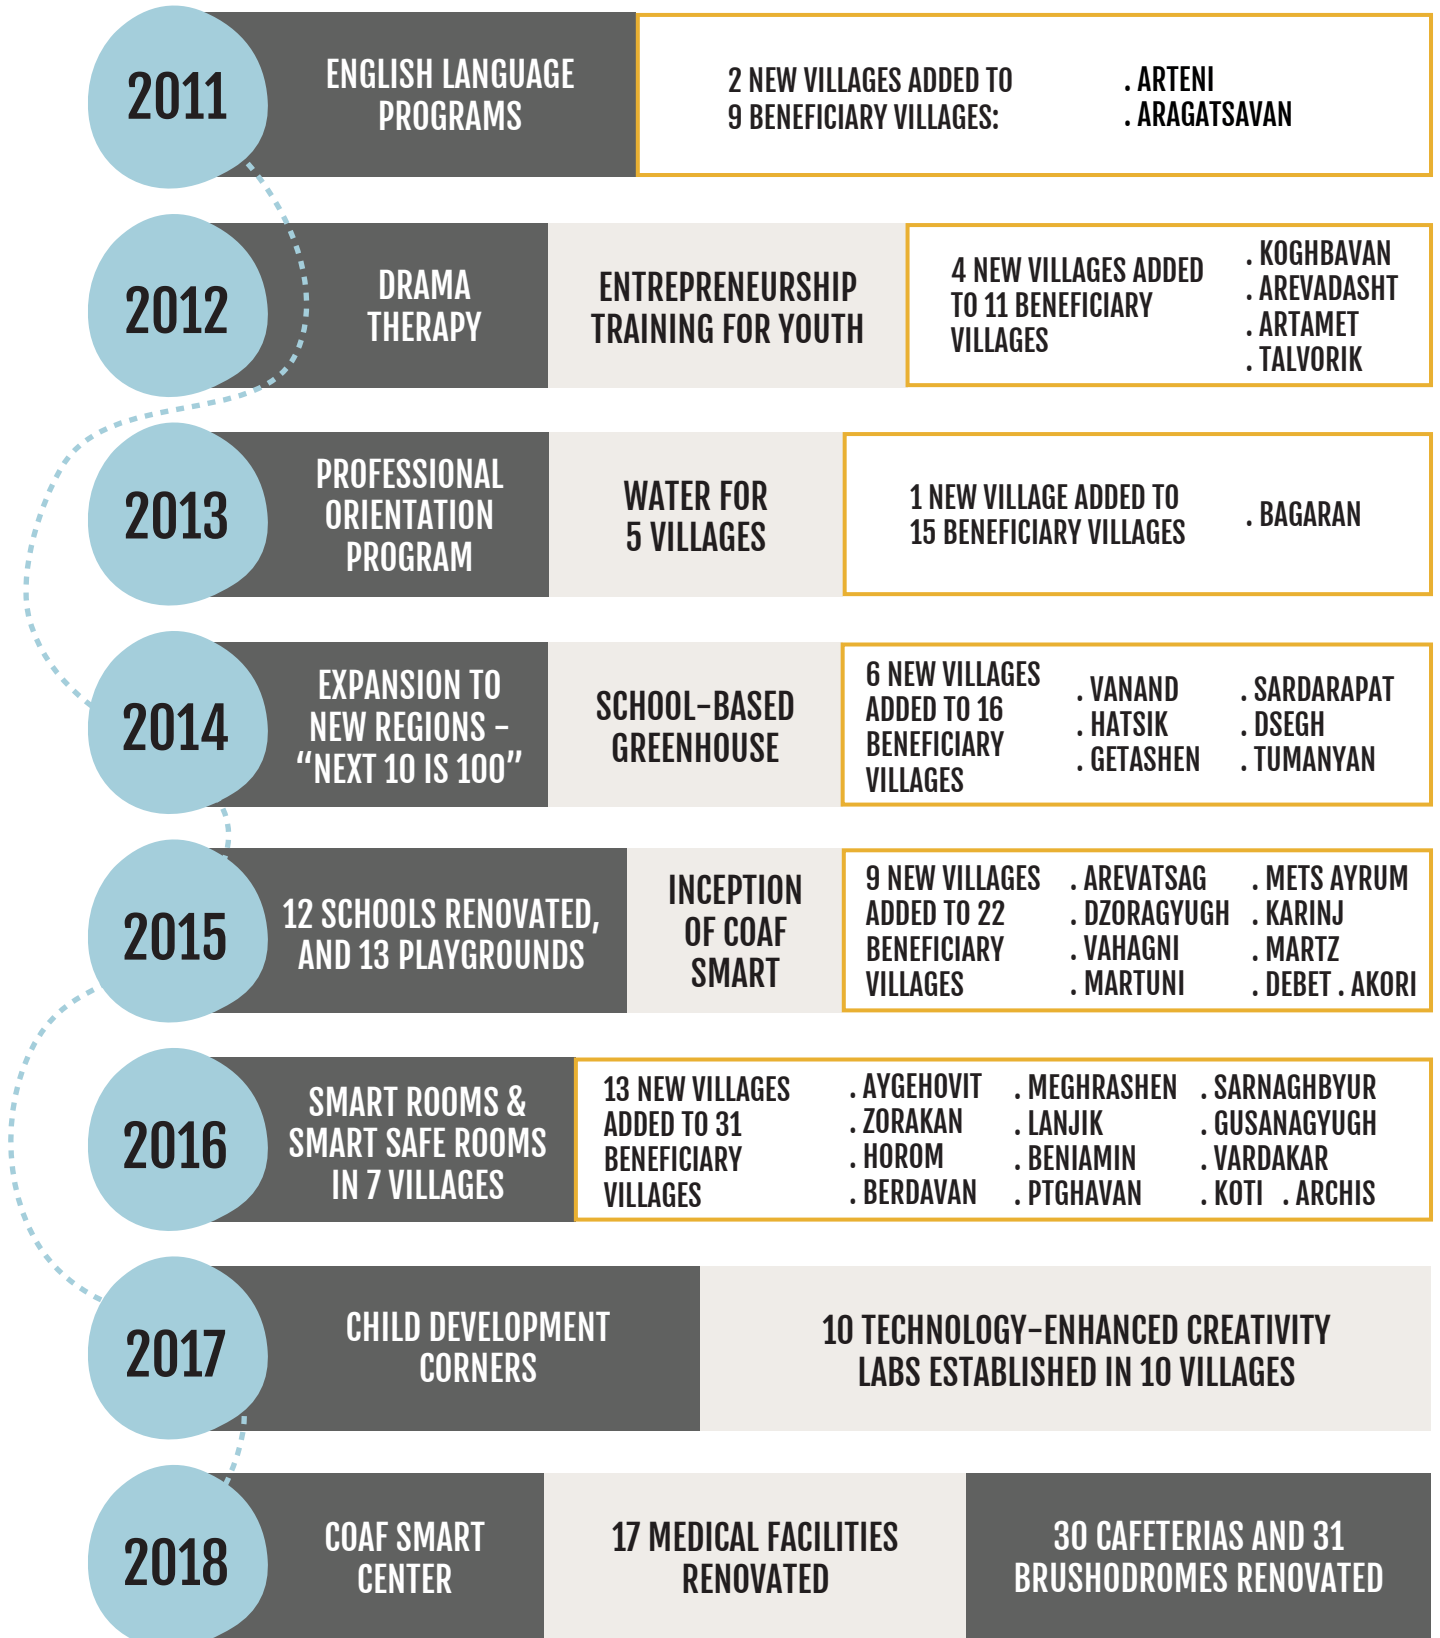 2011
ENGLISH LANGUAGE
PROGRAMS
2 NEW VILLAGES ADDED TO
9 BENEFICIARY VILLAGES:
. ARTENI
. ARAGATSAVAN
2012
DRAMA
THERAPY
ENTREPRENEURSHIP
TRAINING FOR YOUTH
4 NEW VILLAGES ADDED
TO 11 BENEFICIARY
VILLAGES
. KOGHBAVAN
. AREVADASHT
. ARTAMET
. TALVORIK
2013
PROFESSIONAL
ORIENTATION
PROGRAM
WATER FOR
5 VILLAGES
1 NEW VILLAGE ADDED TO
15 BENEFICIARY VILLAGES
. BAGARAN
2014
EXPANSION TO
NEW REGIONS –
“NEXT 10 IS 100”
SCHOOL-BASED
GREENHOUSE
6 NEW VILLAGES
ADDED TO 16
BENEFICIARY
VILLAGES
. VANAND
. HATSIK
. GETASHEN
. SARDARAPAT
. DSEGH
. TUMANYAN
2015
12 SCHOOLS RENOVATED,
AND 13 PLAYGROUNDS
INCEPTION
OF COAF
SMART
9 NEW VILLAGES
ADDED TO 22
BENEFICIARY
VILLAGES
. AREVATSAG
. DZORAGYUGH
. VAHAGNI
. MARTUNI
. METS AYRUM
. KARINJ
. MARTZ
. DEBET . AKORI
2016
SMART ROOMS &
SMART SAFE ROOMS
IN 7 VILLAGES
13 NEW VILLAGES
ADDED TO 31
BENEFICIARY
VILLAGES
. AYGEHOVIT
. ZORAKAN
. HOROM
. BERDAVAN
. MEGHRASHEN
. LANJIK
. BENIAMIN
. PTGHAVAN
. SARNAGHBYUR
. GUSANAGYUGH
. VARDAKAR
. KOTI . ARCHIS
2017
CHILD DEVELOPMENT
CORNERS
10 TECHNOLOGY-ENHANCED CREATIVITY
LABS ESTABLISHED IN 10 VILLAGES
2018
COAF SMART
CENTER
17 MEDICAL FACILITIES
RENOVATED
30 CAFETERIAS AND 31
BRUSHODROMES RENOVATED